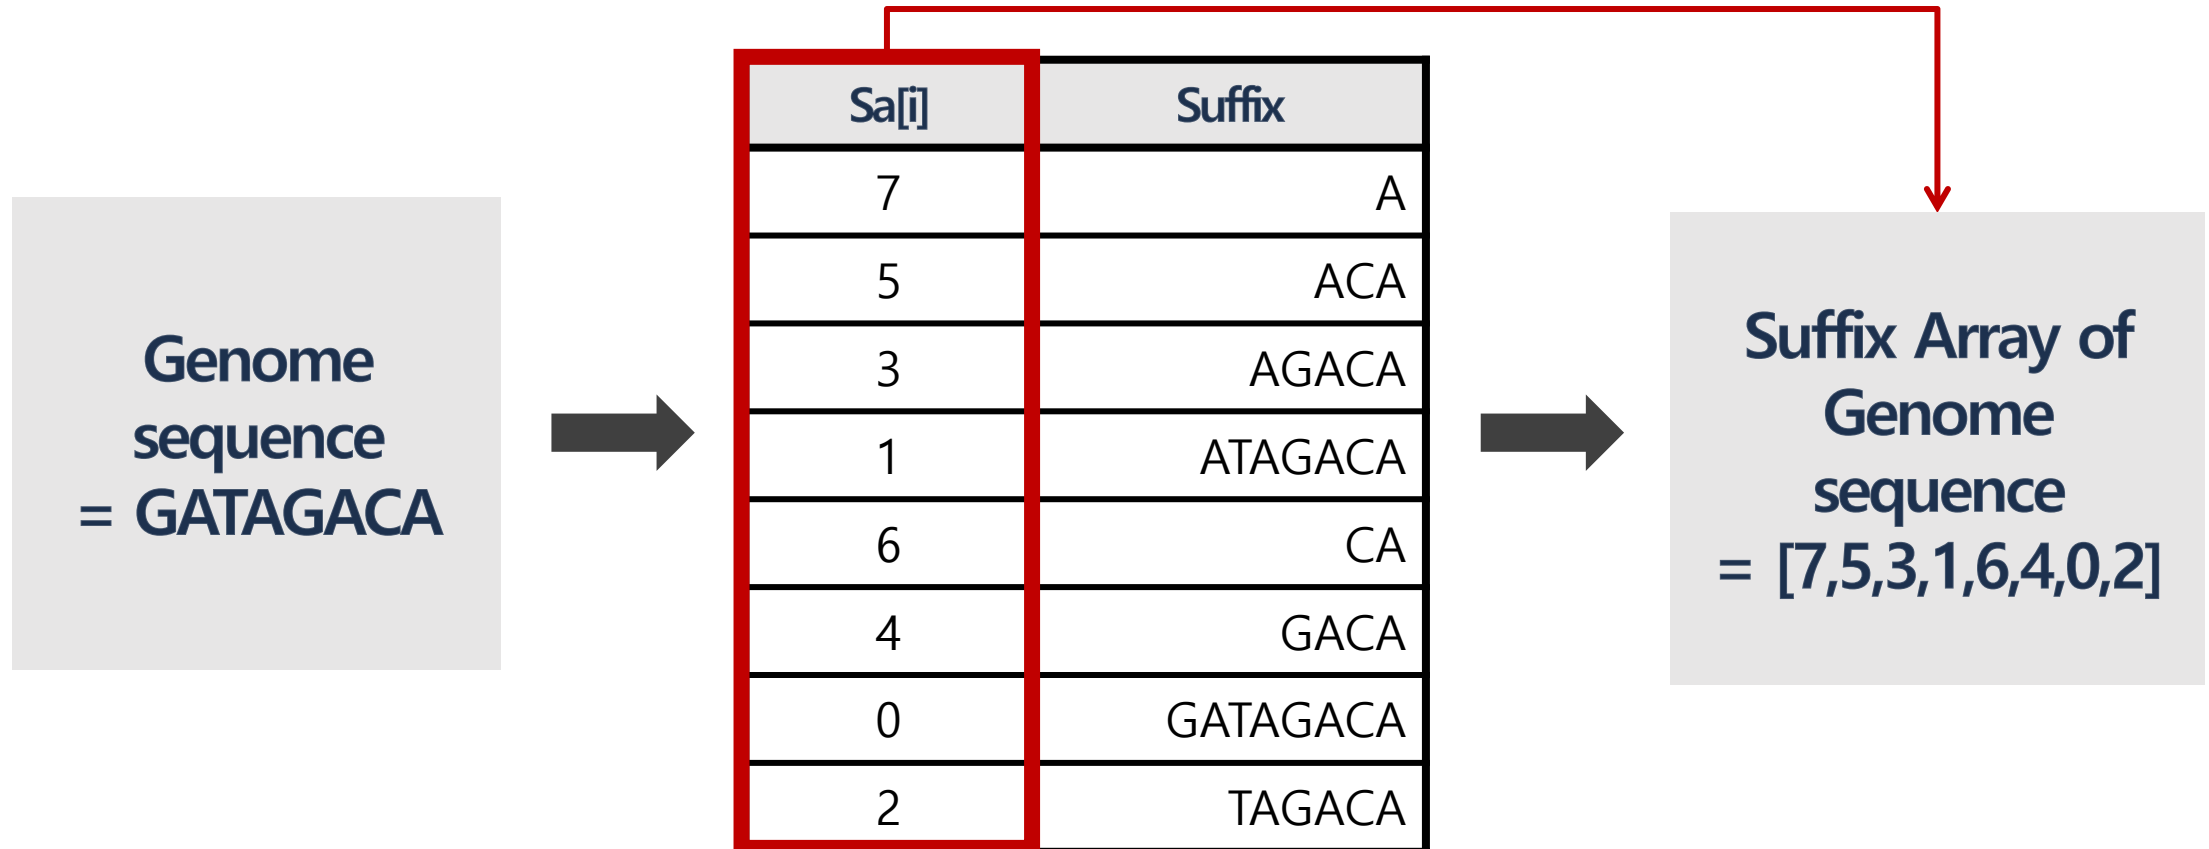 Genome
sequence
= GATAGACA
Sa[i] Suffix
7 A
5 ACA
3 AGACA
1 ATAGACA
6 CA
4 GACA
0 GATAGACA
2 TAGACA
Suffix Array of
Genome
sequence
= [7,5,3,1,6,4,0,2]